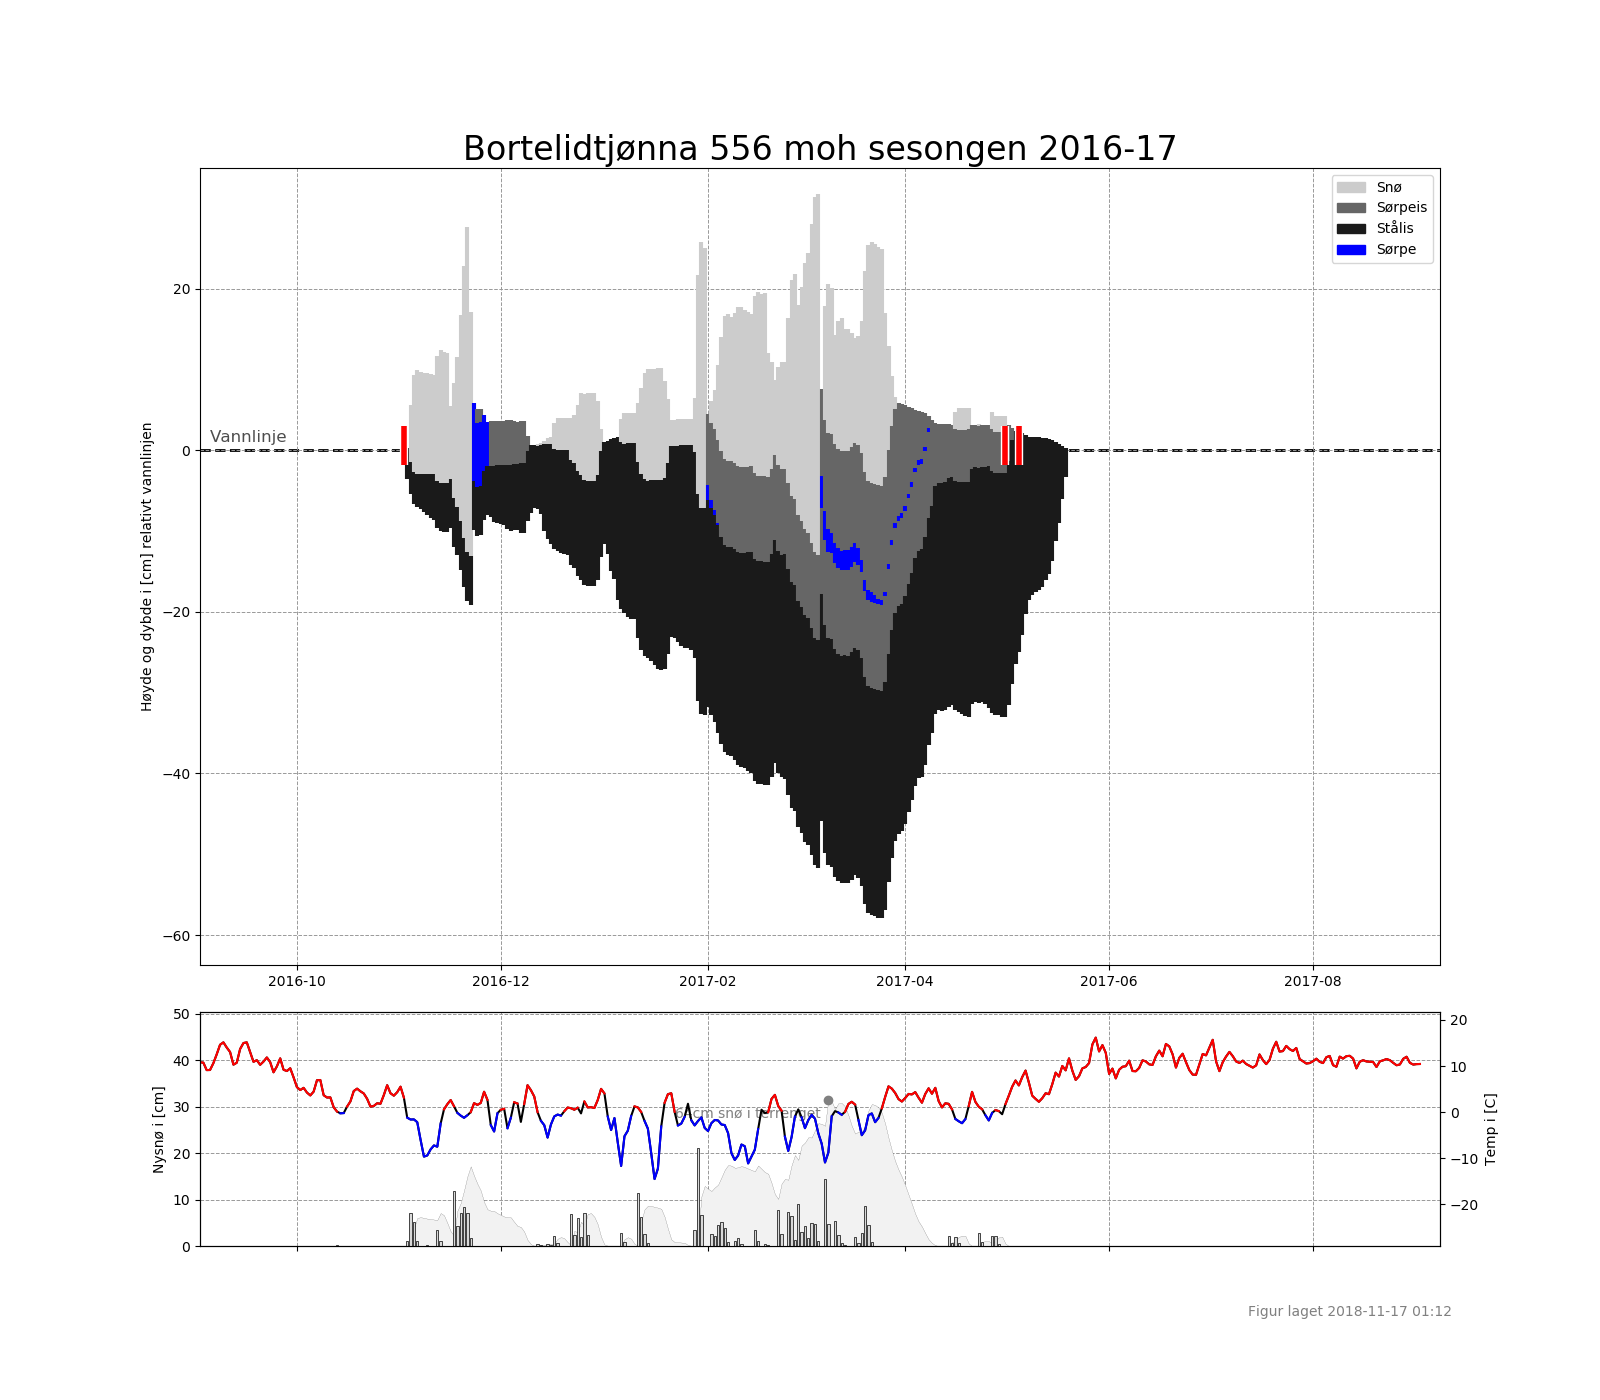 Bortelidtjønna 556 moh sesongen 2016-17
Snø
Sørpeis
Stålis
Sørpe
Vannlinje
Høyde og dybde i [cm] relativt vannlinjen
20
0
−20
−40
−60
2016-10
2016-12
2017-02
2017-04
2017-06
2017-08
Nysnø i [cm]
50
40
30
20
10
0
snø i terrenget
Temp i [C]
20
10
0
−10
−20
Figur laget 2018-11-17 01:12